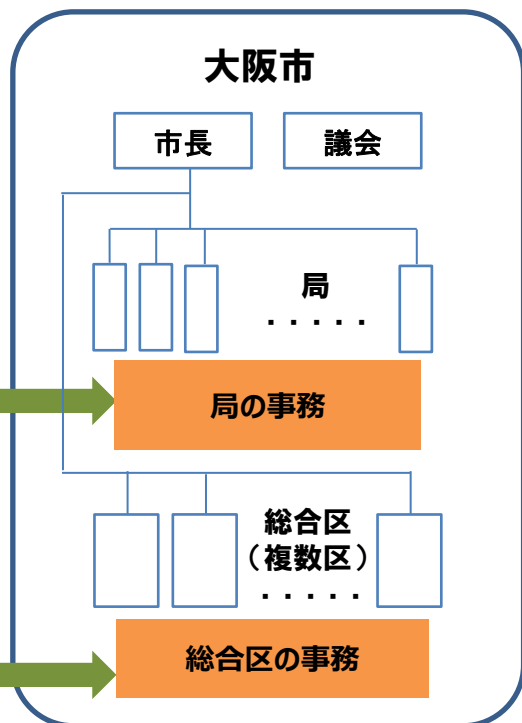 大阪市
市長
議会
局
・・・・・
局の事務
総合区
（複数区）
・・・・・
総合区の事務